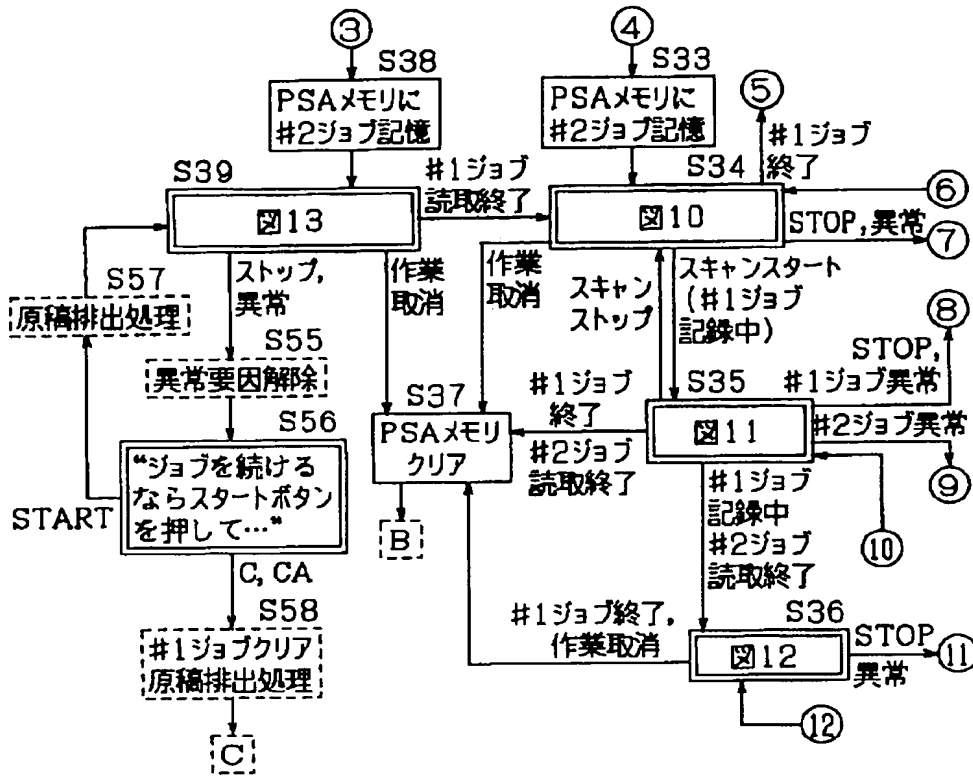 ③
④
S38
S33
PSAメモリに
#2ジョブ記憶
PSAメモリに
#2ジョブ記憶
⑤
#1ジョブ
終了
S39
#1ジョブ
読取終了
S34
図13
図10
⑥
STOP,異常
⑦
S57
原稿排出処理
ストップ,
異常
作業
取消
作業
取消
スキャン
ストップ
スキャンスタート
(#1ジョブ
記録中)
⑧
STOP,
#1ジョブ異常
S55
異常要因解除
S56
S37
#1ジョブ
終了
S35
#2ジョブ異常
"ジョブを続ける
ならスタートボタン
を押して…"
PSAメモリ
クリア
#2ジョブ
読取終了
図11
⑨
START
B
#1ジョブ
記録中
#2ジョブ
読取終了
⑩
C, CA
S58
#1ジョブクリア
原稿排出処理
#1ジョブ終了,
作業取消
S36
図12
STOP
異常
⑪
C
⑫